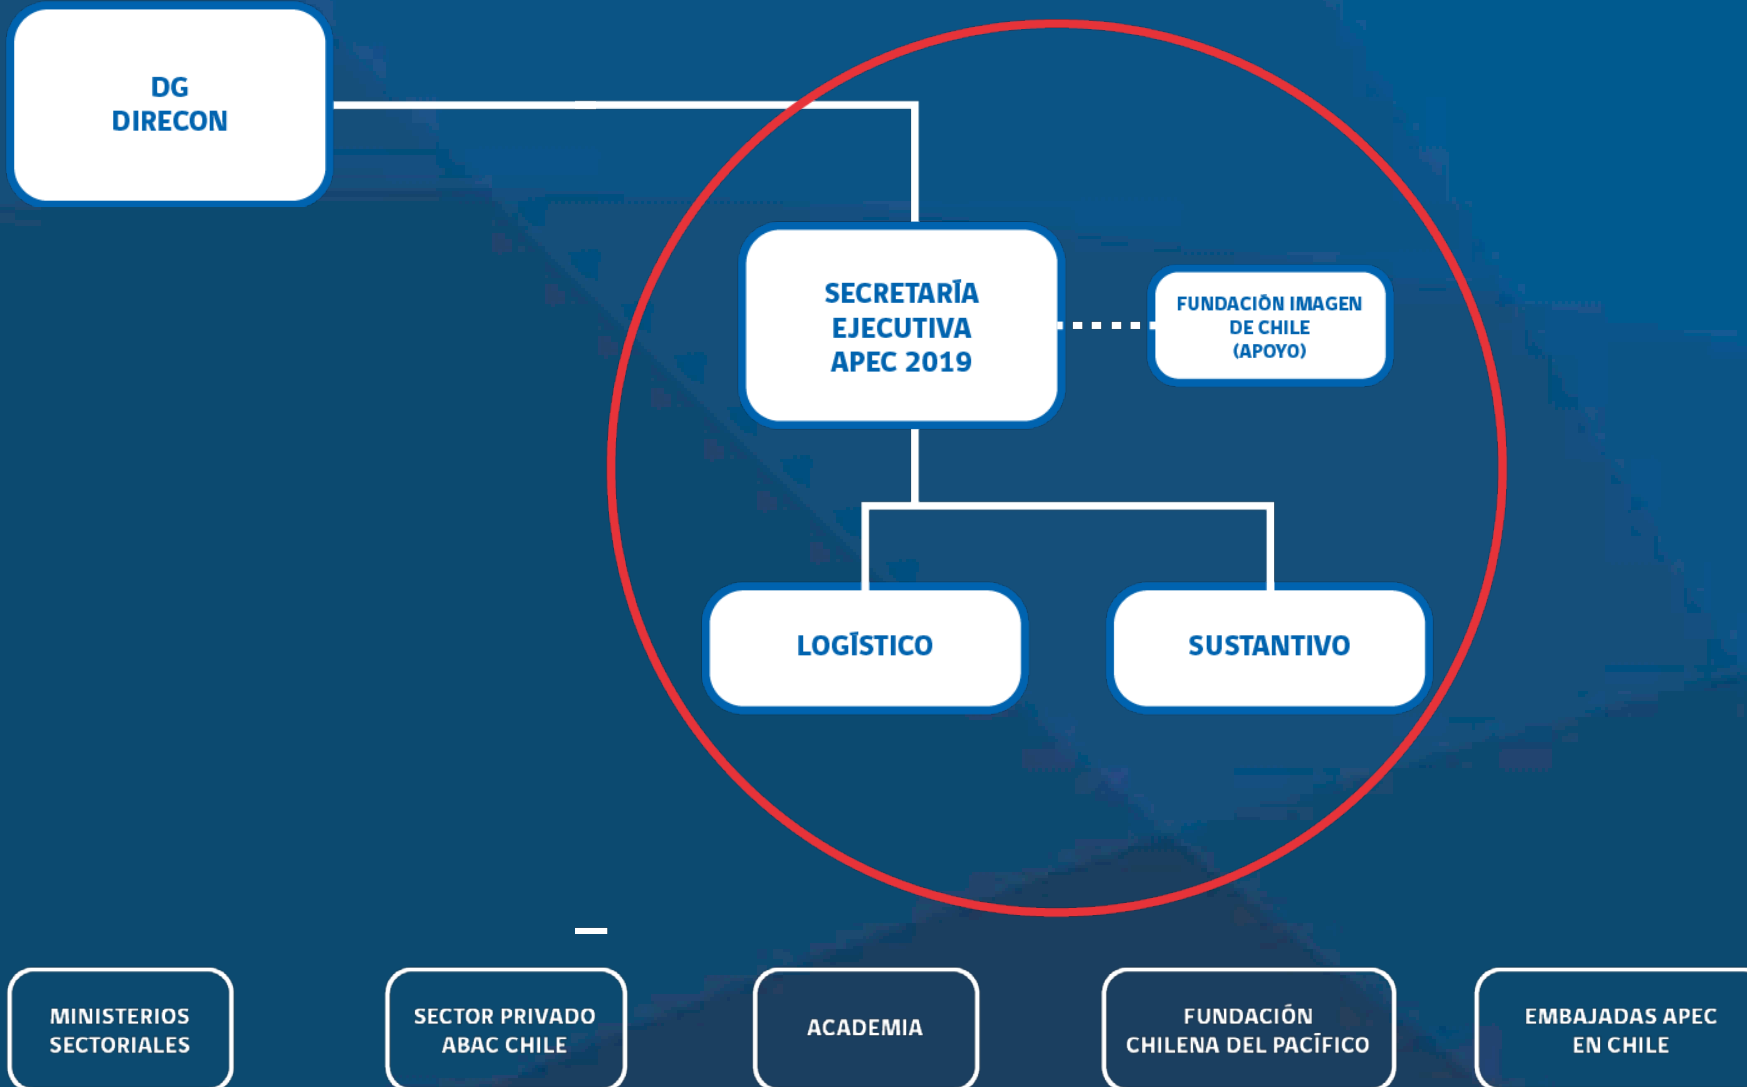 DG
DIRECON
SECRETARÍA
EJECUTIVA
APEC 2019
FUNDACIÓN IMAGEN
DE CHILE
(APOYO)
LOGÍSTICO
SUSTANTIVO
MINISTERIOS
SECTORIALES
SECTOR PRIVADO
ABAC CHILE
ACADEMIA
FUNDACIÓN
CHILENA DEL PACÍFICO
EMBAJADAS APEC
EN CHILE